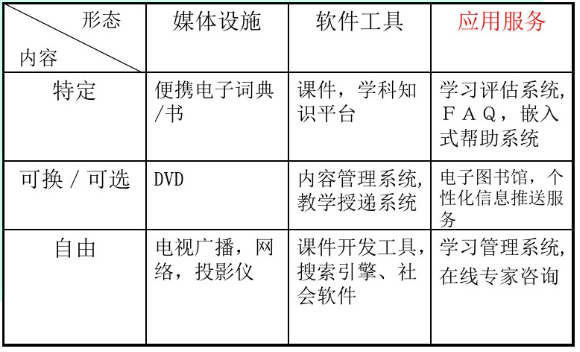 形态 媒体设施 软件工具 应用服务
内容
特定 便携电子词典 课件，学科知 学习评估系统,
/书 识平台 ＦＡＱ，嵌入
式帮助系统
可换／可选 DVD 内容管理系统, 电子图书馆，个
教学授递系统 性化信息推送服
务
自由 电视广播，网 课件开发工具， 学习管理系统,
络，投影仪 搜索引擎、社 在线专家咨询
会软件